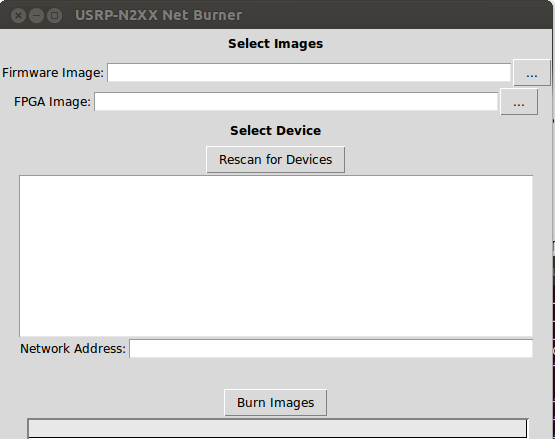 USRP-N2XX Net Burner
Select Images
Firmware Image: ...
FPGA Image: ...
Select Device
Rescan for Devices
Network Address:
Burn Images